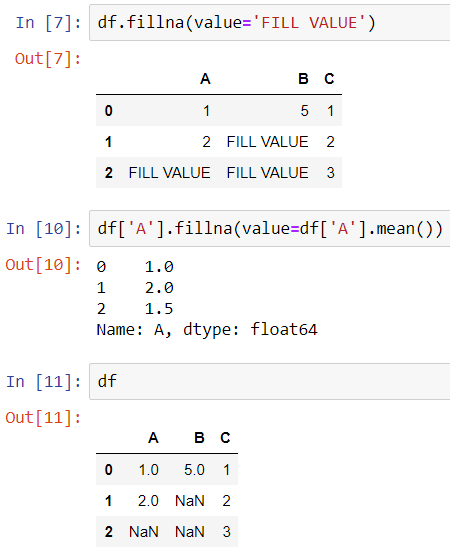 In [7]: df.fillna(value='FILL VALUE')
Out[7]:
A B C
0 1 5 1
1 2 FILL VALUE 2
2 FILL VALUE FILL VALUE 3
In [10]: df['A'].fillna(value=df['A'].mean())
Out[10]: 0 1.0
1 2.0
2 1.5
Name: A, dtype: float64
In [11]: df
Out[11]:
A B C
0 1.0 5.0 1
1 2.0 NaN 2
2 NaN NaN 3